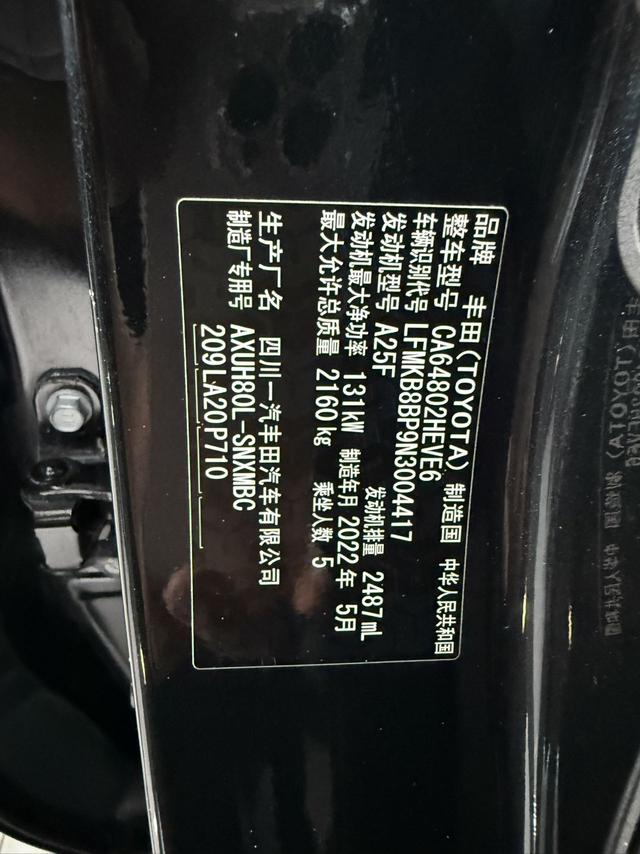 品牌 丰田(TOYOTA) 制造国 中华人民共和国
整车型号 CA64802HEVE6
车辆识别代号 LFMKB8BP9N3004417
发动机型号 A25F 发动机排量 2487mL
发动机最大净功率 131kW 制造年月 2022年 5月
最大允许总质量 2160kg 乘坐人数 5
生产厂名 四川一汽丰田汽车有限公司
制造厂专用号 AXUH80L-SNXMBC
209 LA20 P710